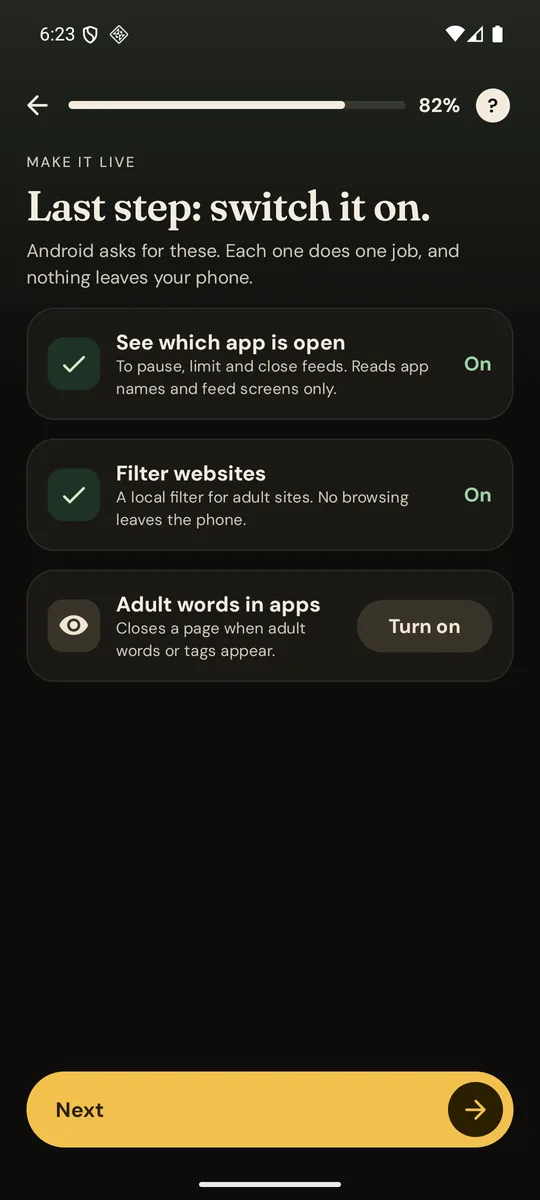 6:23
82%
?
MAKE IT LIVE
Last step: switch it on.
Android asks for these. Each one does one job, and
nothing leaves your phone.
See which app is open
To pause, limit and close feeds. Reads app
names and feed screens only.
On
Filter websites
A local filter for adult sites. No browsing
leaves the phone.
On
Adult words in apps
Closes a page when adult
words or tags appear.
Turn on
Next